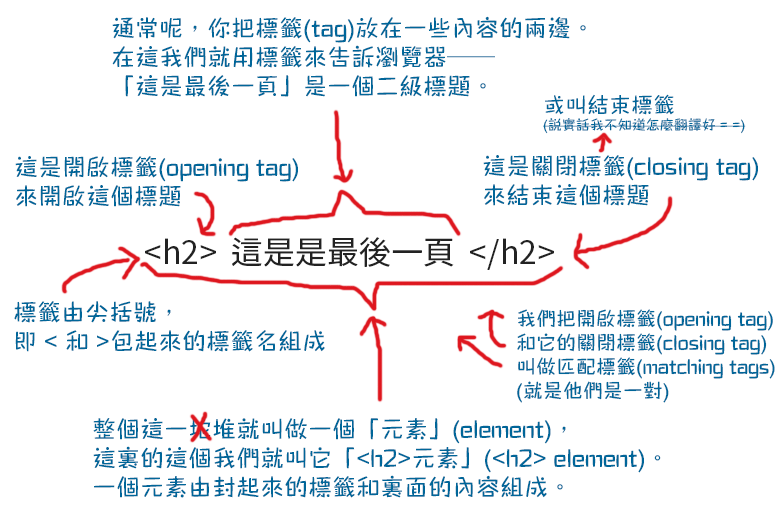 通常呢，你把標籤(tag)放在一些內容的兩邊。
在這我們就用標籤來告訴瀏覽器——
「這是最後一頁」是一個二級標題。
或叫結束標籤
(說實話我不知道怎麼翻譯好 = =)
這是開啟標籤(opening tag)
來開啟這個標題
這是關閉標籤(closing tag)
來結束這個標題
<h2> 這是是最後一頁 </h2>
標籤由尖括號，
即 < 和 >包起來的標籤名組成
我們把開啟標籤(opening tag)
和它的關閉標籤(closing tag)
叫做匹配標籤(matching tags)
(就是他們是一對)
整個這一堆就叫做一個「元素」(element)，
這裏的這個我們就叫它「<h2>元素」(<h2> element)。
一個元素由封起來的標籤和裏面的內容組成。